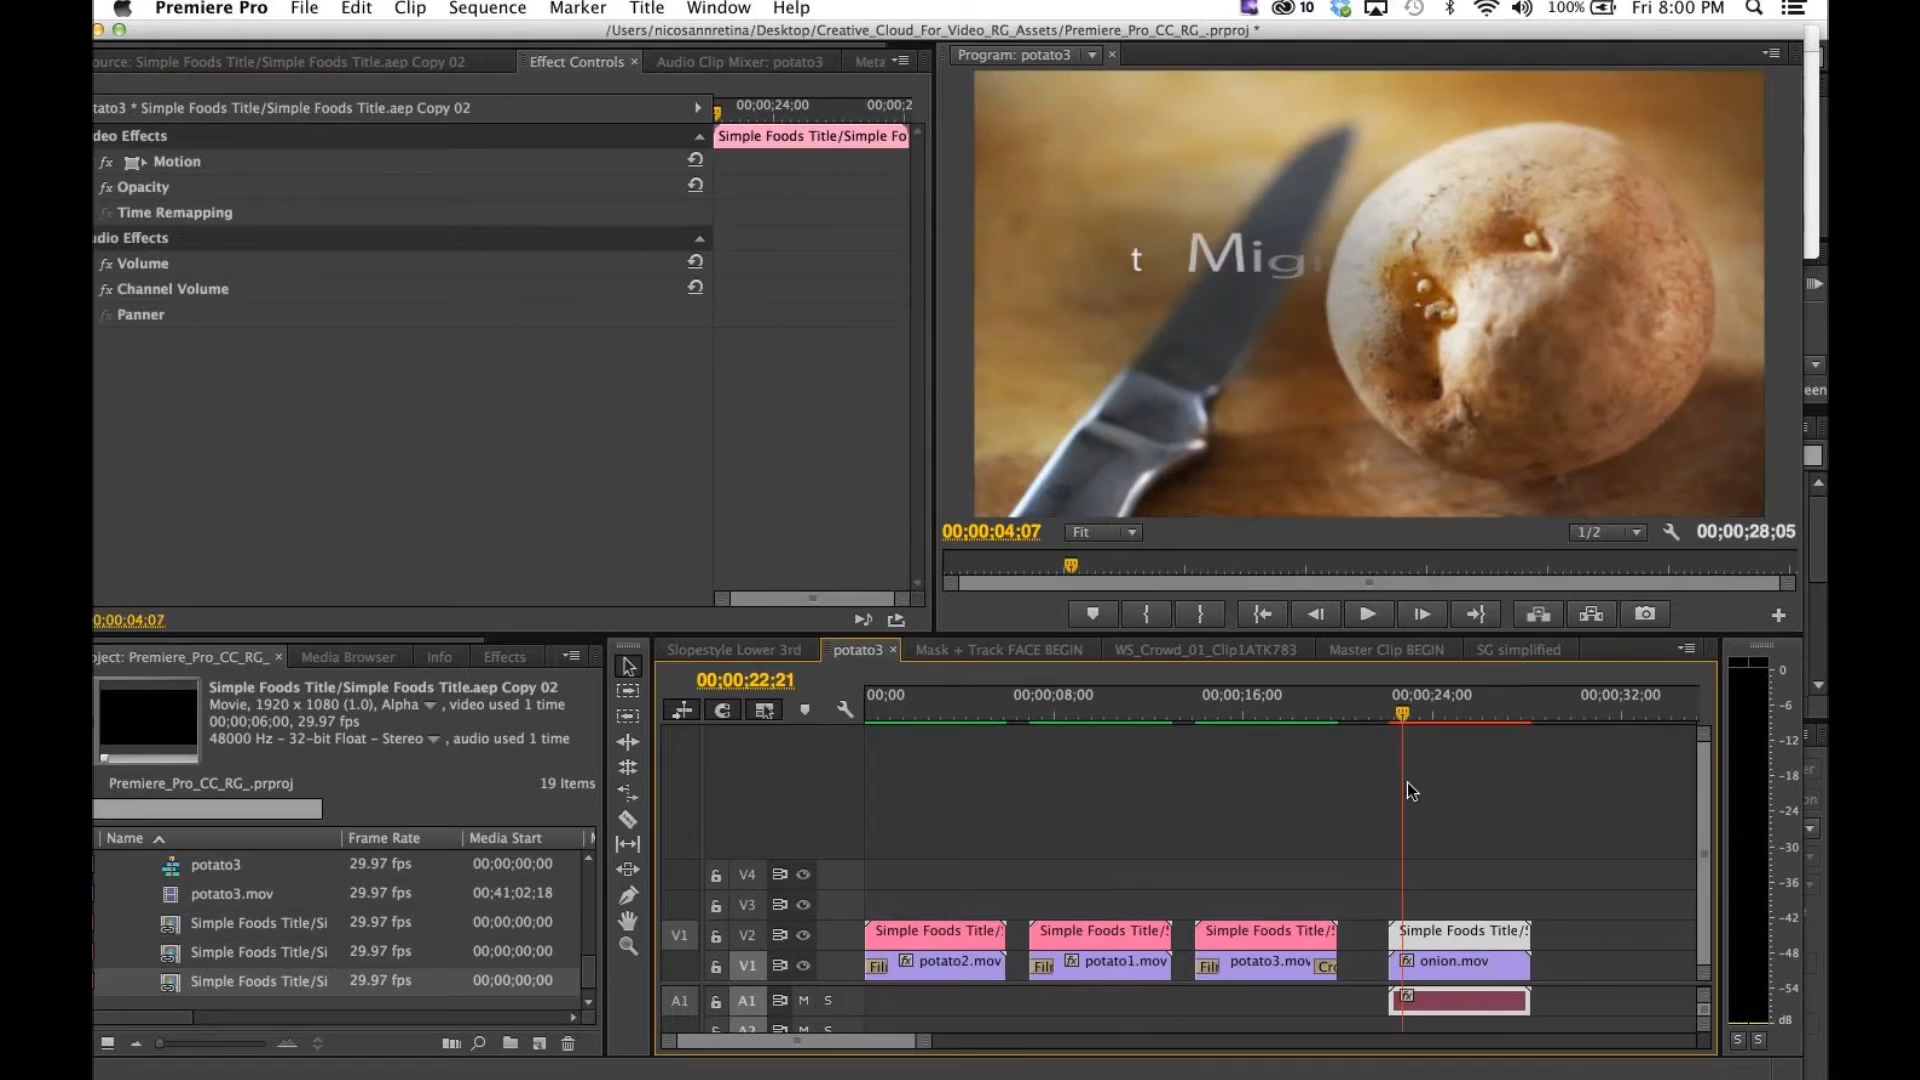 Premiere Pro File Edit Clip Sequence Marker Title Window Help 10 100% Fri 8:00 PM
/Users/nicosannretina/Desktop/Creative_Cloud_For_Video_RG_Assets/Premiere_Pro_CC_RG_.prproj *
ource: Simple Foods Title/Simple Foods Title.aep Copy 02 Effect Controls × Audio Clip Mixer: potato3 Meta
Program: potato3 ×
tato3 * Simple Foods Title/Simple Foods Title.aep Copy 02
00;00;24;00 00;00;2
deo Effects
Simple Foods Title/Simple Fo
fx Motion
fx Opacity
fx Time Remapping
udio Effects
fx Volume
fx Channel Volume
fx Panner
t Mig
een
00;00;04;07 Fit 1/2 00;00;28;05
0;00;04;07
oject: Premiere_Pro_CC_RG_ × Media Browser Info Effects
Simple Foods Title/Simple Foods Title.aep Copy 02
Movie, 1920 x 1080 (1.0), Alpha , video used 1 time
00;00;06;00, 29.97 fps
48000 Hz - 32-bit Float - Stereo , audio used 1 time
Premiere_Pro_CC_RG_.prproj 19 Items
Name Frame Rate Media Start
potato3 29.97 fps 00;00;00;00
potato3.mov 29.97 fps 00;41;02;18
Simple Foods Title/Si 29.97 fps 00;00;00;00
Simple Foods Title/Si 29.97 fps 00;00;00;00
Simple Foods Title/Si 29.97 fps 00;00;00;00
Slopestyle Lower 3rd potato3 × Mask + Track FACE BEGIN WS_Crowd_01_Clip1ATK783 Master Clip BEGIN SG simplified
00;00;22;21
00;00 00;00;08;00 00;00;16;00 00;00;24;00 00;00;32;00
V4
V3
V1 V2 Simple Foods Title/ Simple Foods Title/ Simple Foods Title/ Simple Foods Title/
V1 Fil fx potato2.mov Fil fx potato1.mov Fil potato3.mov Cr fx onion.mov
A1 A1 M S fx
A2 M S
0
-6
-12
-18
-24
-30
-36
-42
-48
-54
dB
S S